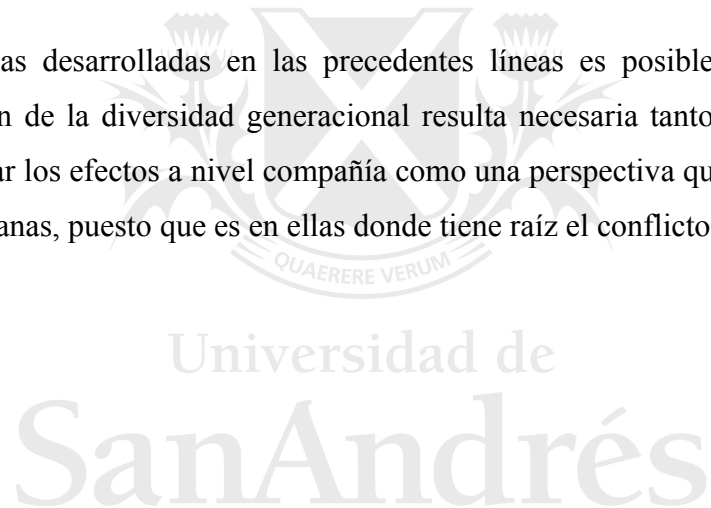 as desarrolladas en las precedentes líneas es posible
n de la diversidad generacional resulta necesaria tanto
ar los efectos a nivel compañía como una perspectiva qu
anas, puesto que es en ellas donde tiene raíz el conflicto
QUAERERE VERUM
Universidad de
SanAndrés